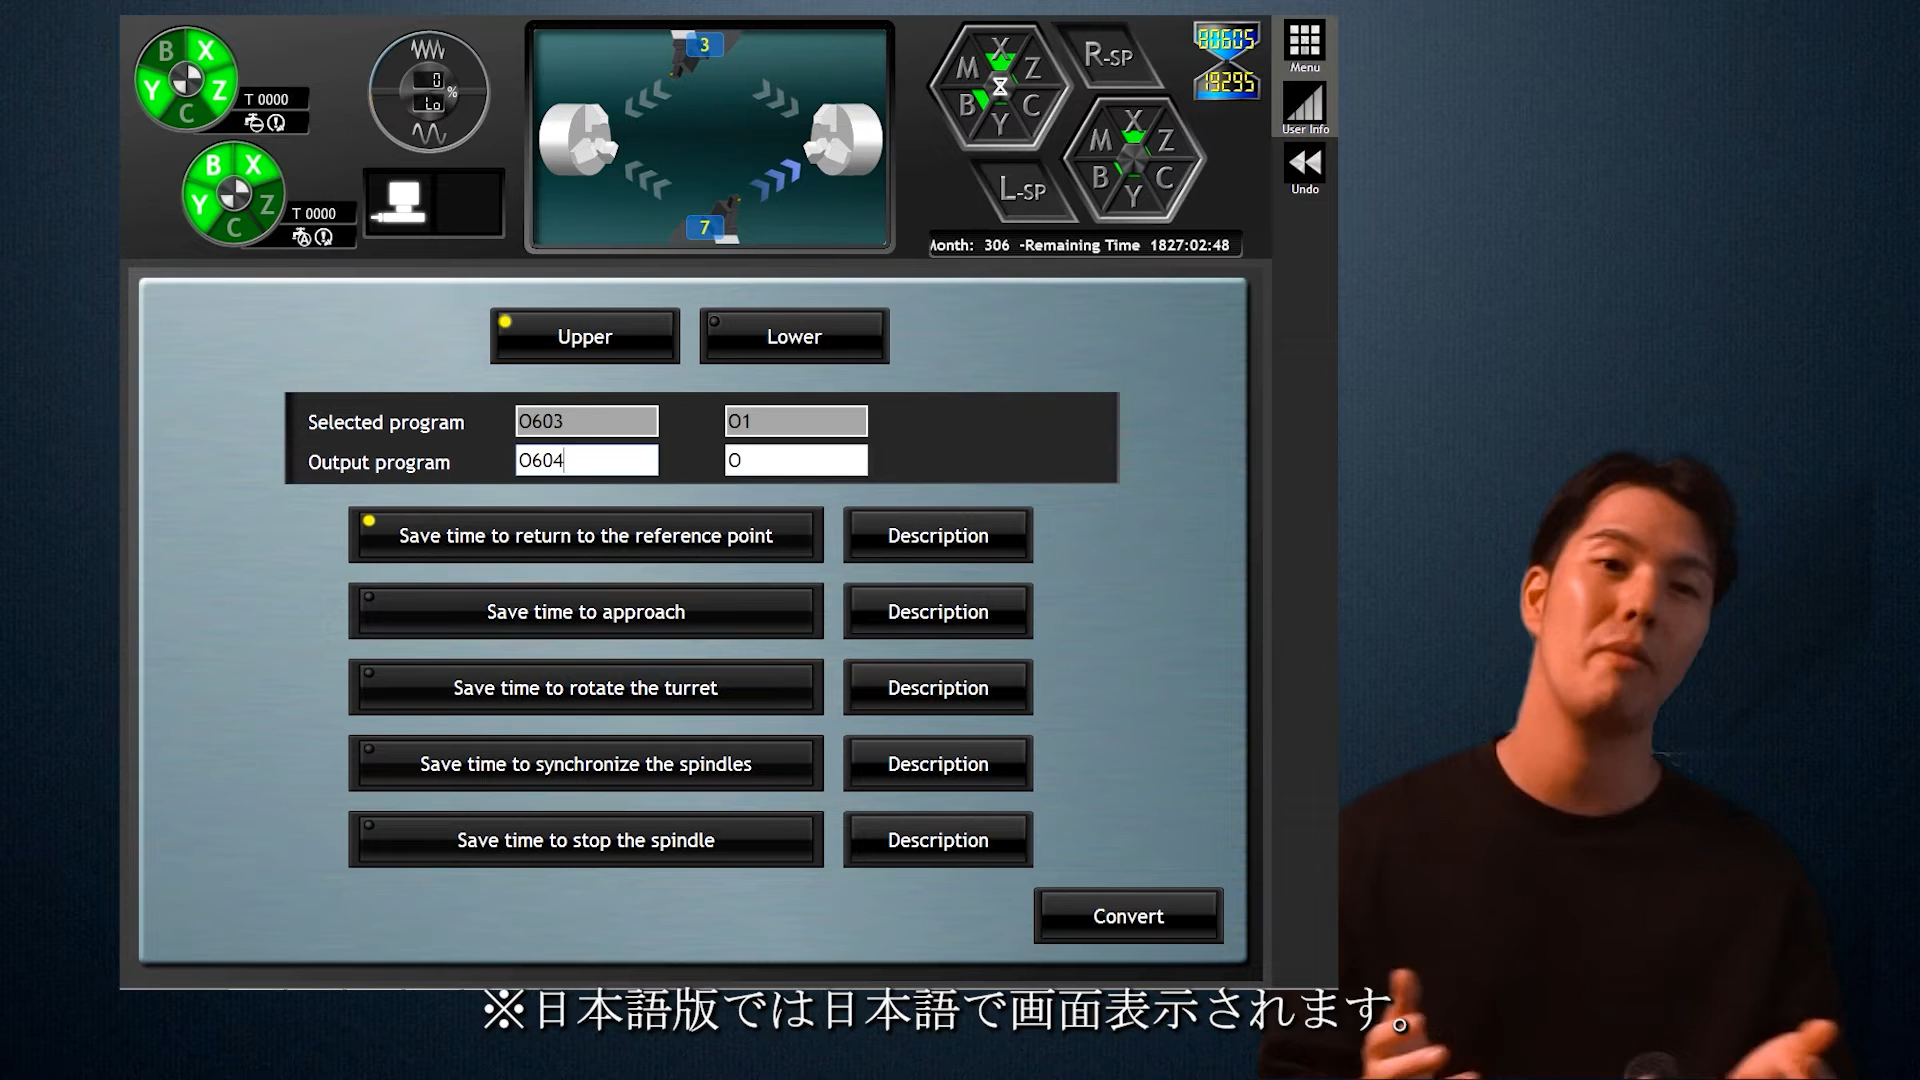 B X
Y Z
C
T 0000
B X
Y Z
C
T 0000
0 %
Lo
3
7
X
M Z
B C
Y
R-SP
X
M Z
B C
Y
L-SP
80605
19295
Month: 306 -Remaining Time 1827:02:48
Menu
User Info
Undo
Upper
Lower
Selected program O603 O1
Output program O604 O
Save time to return to the reference point Description
Save time to approach Description
Save time to rotate the turret Description
Save time to synchronize the spindles Description
Save time to stop the spindle Description
Convert
※日本語版では日本語で画面表示されます。